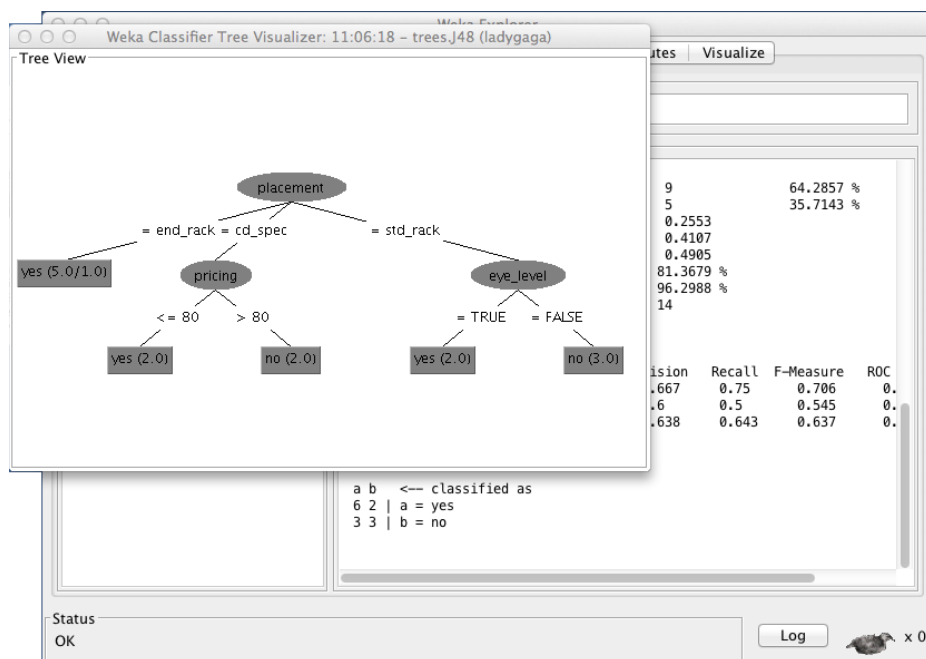 Weka Explorer
Weka Classifier Tree Visualizer: 11:06:18 – trees.J48 (ladygaga)
utes Visualize
Tree View
placement
= end_rack = cd_spec = std_rack
yes (5.0/1.0) pricing eye_level
<= 80 > 80 = TRUE = FALSE
yes (2.0) no (2.0) yes (2.0) no (3.0)
9 64.2857 %
5 35.7143 %
0.2553
0.4107
0.4905
81.3679 %
96.2988 %
14
ision Recall F-Measure ROC
.667 0.75 0.706 0.
.6 0.5 0.545 0.
.638 0.643 0.637 0.
a b <-- classified as
6 2 | a = yes
3 3 | b = no
Status
OK
Log
x 0